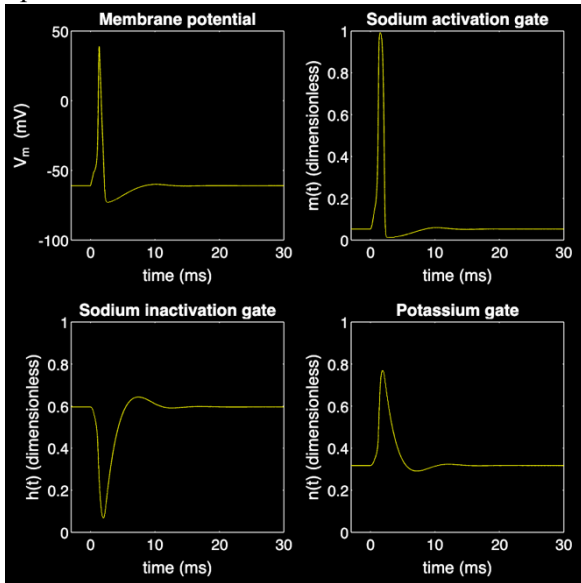 Membrane potential
50
0
-50
-100
V_m (mV)
0 10 20 30
time (ms)
Sodium activation gate
1
0.8
0.6
0.4
0.2
0
m(t) (dimensionless)
0 10 20 30
time (ms)
Sodium inactivation gate
1
0.8
0.6
0.4
0.2
0
h(t) (dimensionless)
0 10 20 30
time (ms)
Potassium gate
1
0.8
0.6
0.4
0.2
0
n(t) (dimensionless)
0 10 20 30
time (ms)